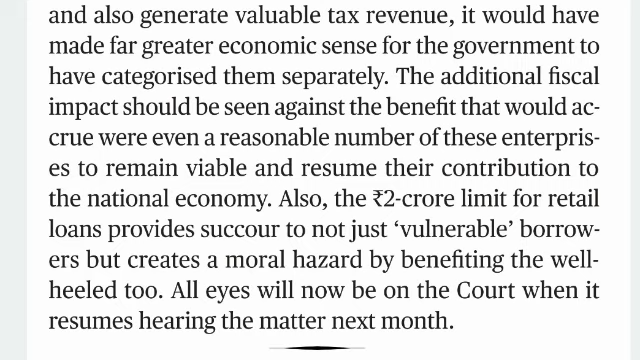 and also generate valuable tax revenue, it would have
made far greater economic sense for the government to
have categorised them separately. The additional fiscal
impact should be seen against the benefit that would ac-
crue were even a reasonable number of these enterpris-
es to remain viable and resume their contribution to
the national economy. Also, the ₹2-crore limit for retail
loans provides succour to not just ‘vulnerable’ borrow-
ers but creates a moral hazard by benefiting the well-
heeled too. All eyes will now be on the Court when it
resumes hearing the matter next month.